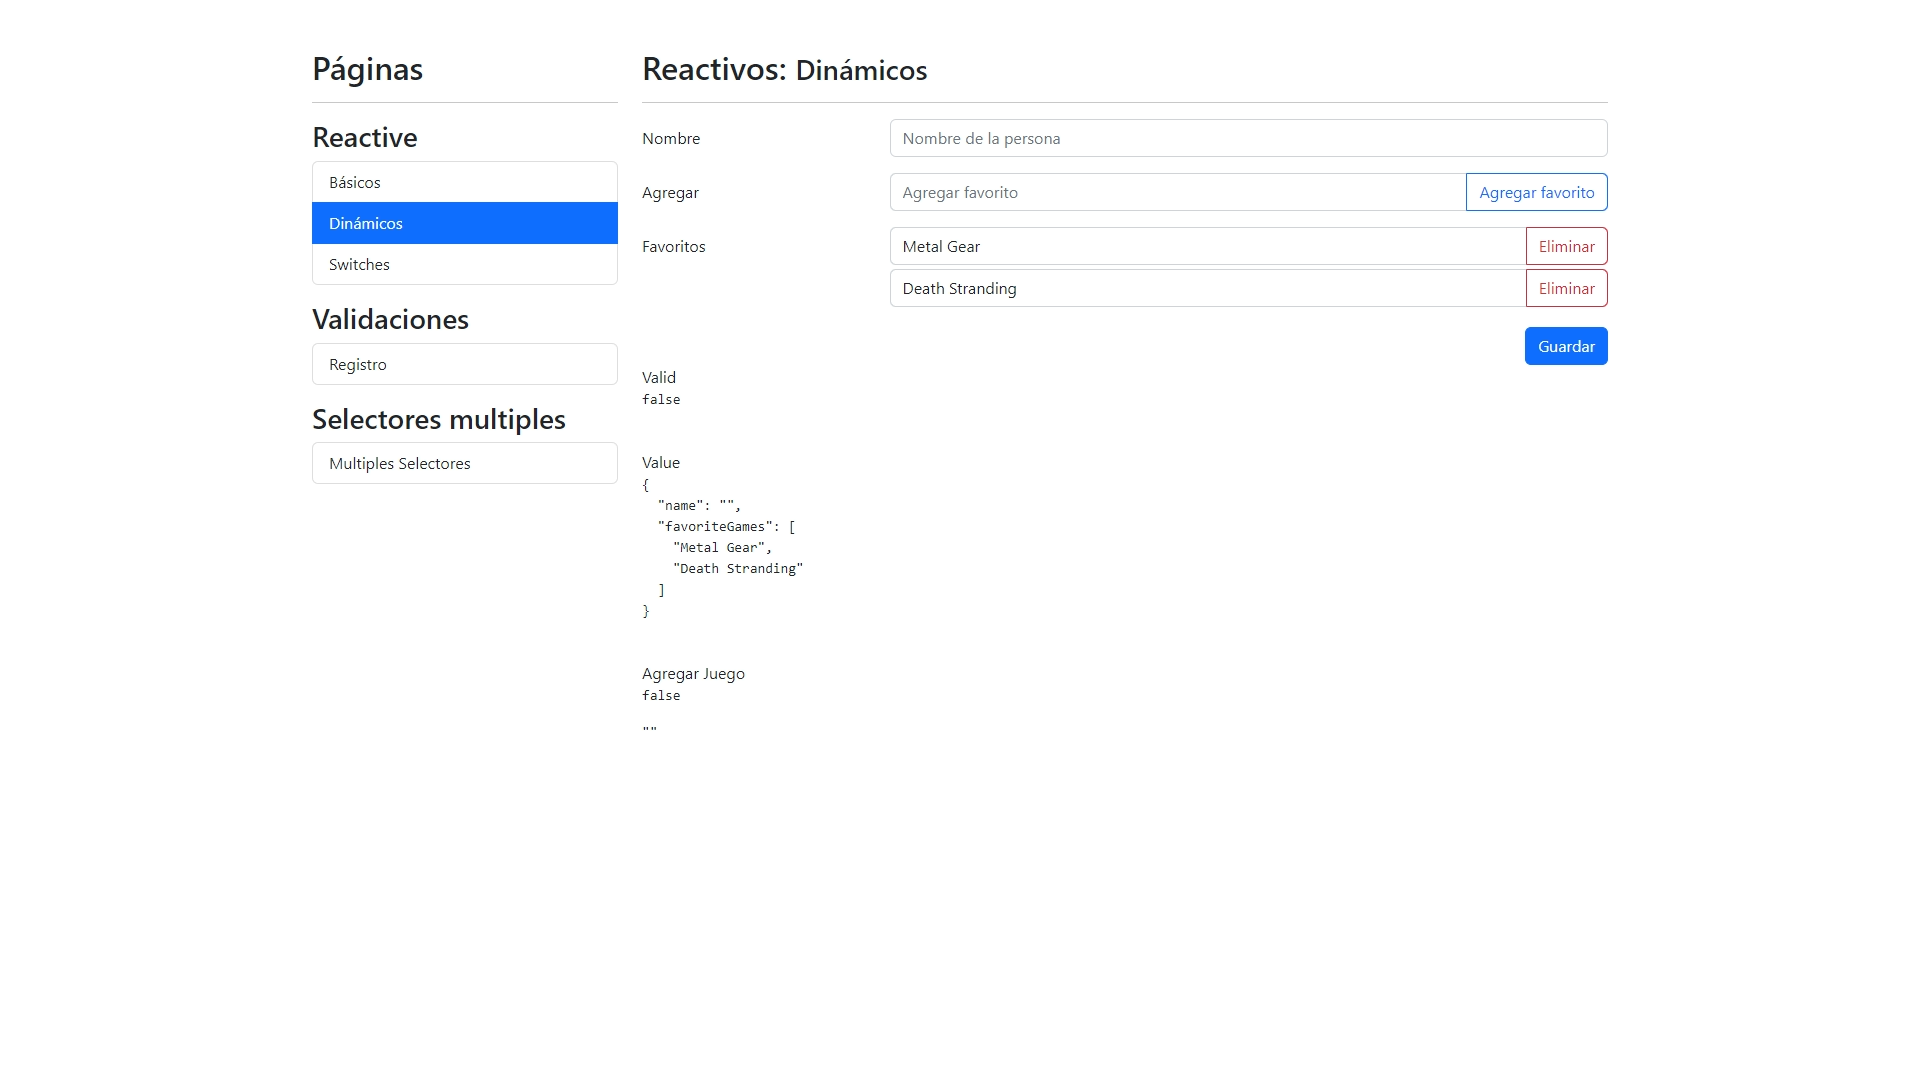 Páginas
Reactive
Básicos
Dinámicos
Switches
Validaciones
Registro
Selectores multiples
Multiples Selectores
Reactivos: Dinámicos
Nombre
Nombre de la persona
Agregar
Agregar favorito
Agregar favorito
Favoritos
Metal Gear
Eliminar
Death Stranding
Eliminar
Guardar
Valid
false
Value
{
  "name": "",
  "favoriteGames": [
    "Metal Gear",
    "Death Stranding"
  ]
}
Agregar Juego
false
""